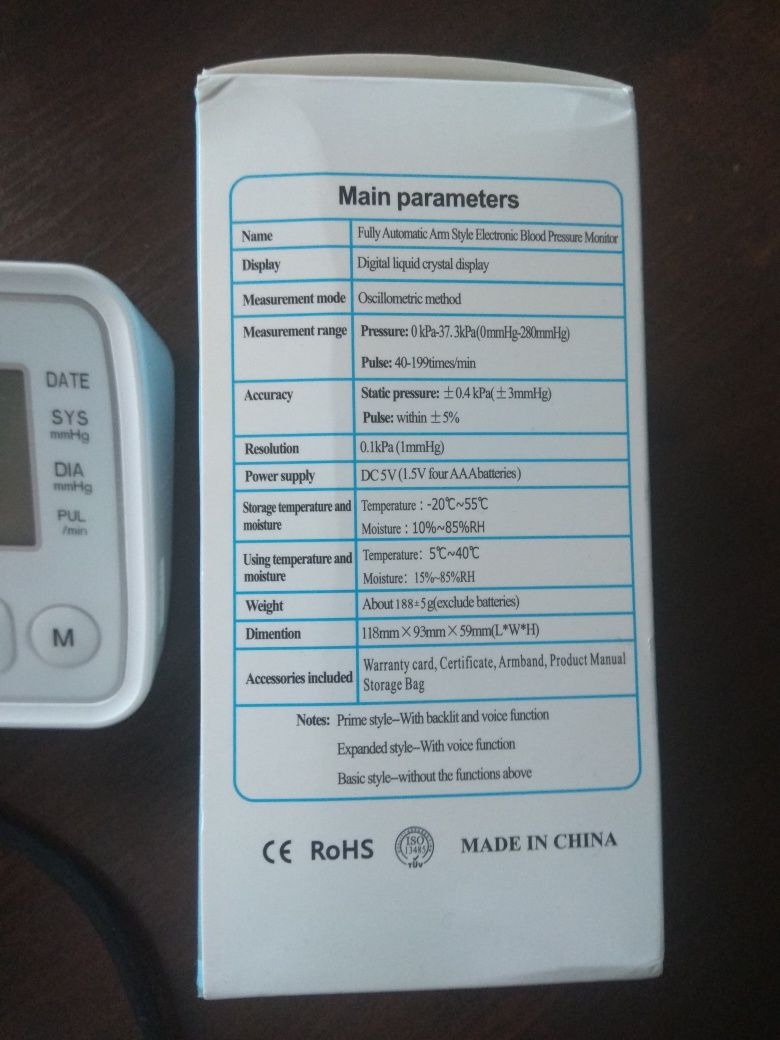 Main parameters
Name Fully Automatic Arm Style Electronic Blood Pressure Monitor
Display Digital liquid crystal display
Measurement mode Oscillometric method
Measurement range Pressure: 0 kPa-37.3kPa(0mmHg-280mmHg)
Pulse: 40-199times/min
Accuracy Static pressure: ±0.4 kPa(±3mmHg)
Pulse: within ±5%
Resolution 0.1kPa (1mmHg)
Power supply DC5V (1.5V four AAAbatteries)
Storage temperature and Temperature : -20℃~55℃
moisture Moisture : 10%~85%RH
Using temperature and Temperature: 5℃~40℃
moisture Moisture: 15%~85%RH
Weight About 188±5g(exclude batteries)
Dimention 118mm×93mm×59mm(L*W*H)
Accessories included Warranty card, Certificate, Armband, Product Manual
Storage Bag
Notes: Prime style–With backlit and voice function
Expanded style–With voice function
Basic style–without the functions above
CE RoHS ISO 13485 TÜV MADE IN CHINA
DATE
SYS
mmHg
DIA
mmHg
PUL
/min
M